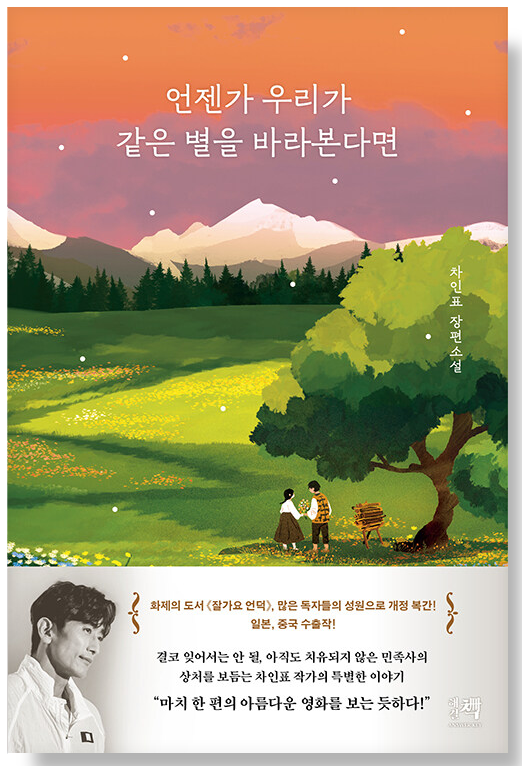 언젠가 우리가
같은 별을 바라본다면
차인표 장편소설
화제의 도서 《잘가요 언덕》, 많은 독자들의 성원으로 개정 복간!
일본, 중국 수출작!
결코 잊어서는 안 될, 아직도 치유되지 않은 민족사의
상처를 보듬는 차인표 작가의 특별한 이야기
“마치 한 편의 아름다운 영화를 보는 듯하다!”
해결책
ANSWER KEY